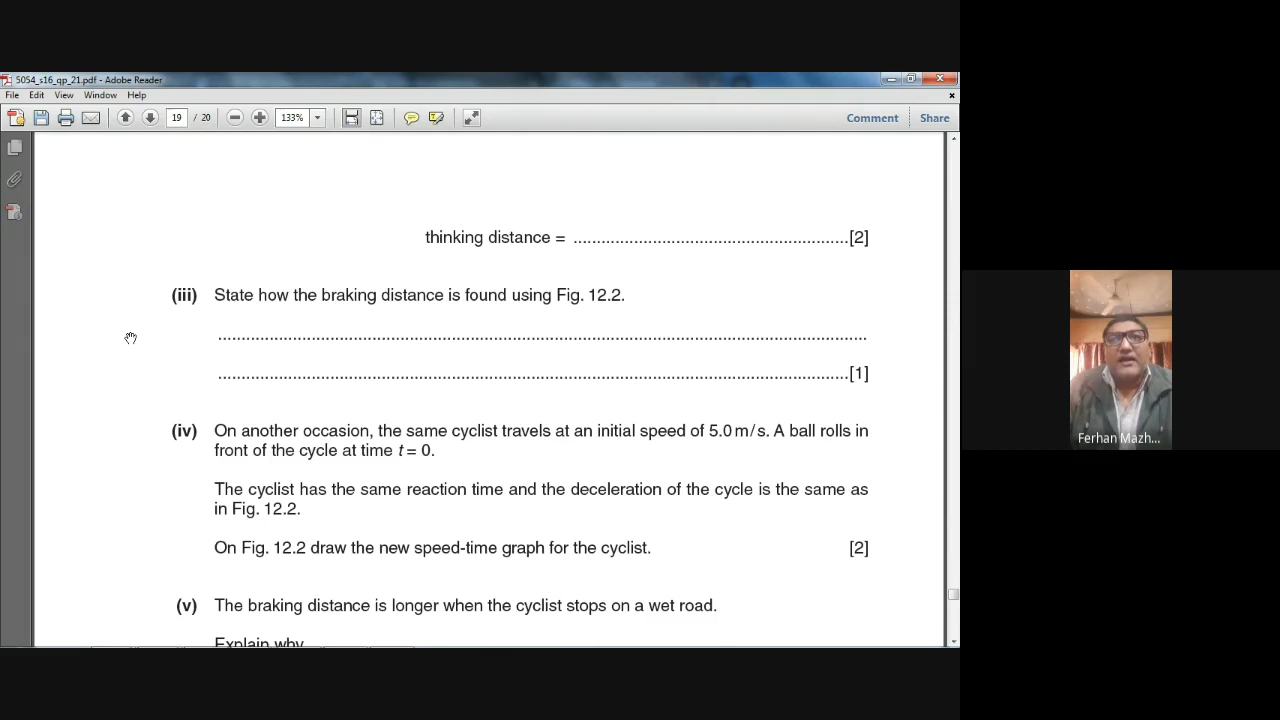 5054_s16_qp_21.pdf - Adobe Reader
File Edit View Window Help
19 / 20 133% Comment Share
thinking distance = ............................................................[2]
(iii) State how the braking distance is found using Fig. 12.2.
............................................................................................................................................
........................................................................................................................................[1]
(iv) On another occasion, the same cyclist travels at an initial speed of 5.0 m/s. A ball rolls in
front of the cycle at time t = 0.
The cyclist has the same reaction time and the deceleration of the cycle is the same as
in Fig. 12.2.
On Fig. 12.2 draw the new speed-time graph for the cyclist. [2]
(v) The braking distance is longer when the cyclist stops on a wet road.
Explain why
Ferhan Mazh...